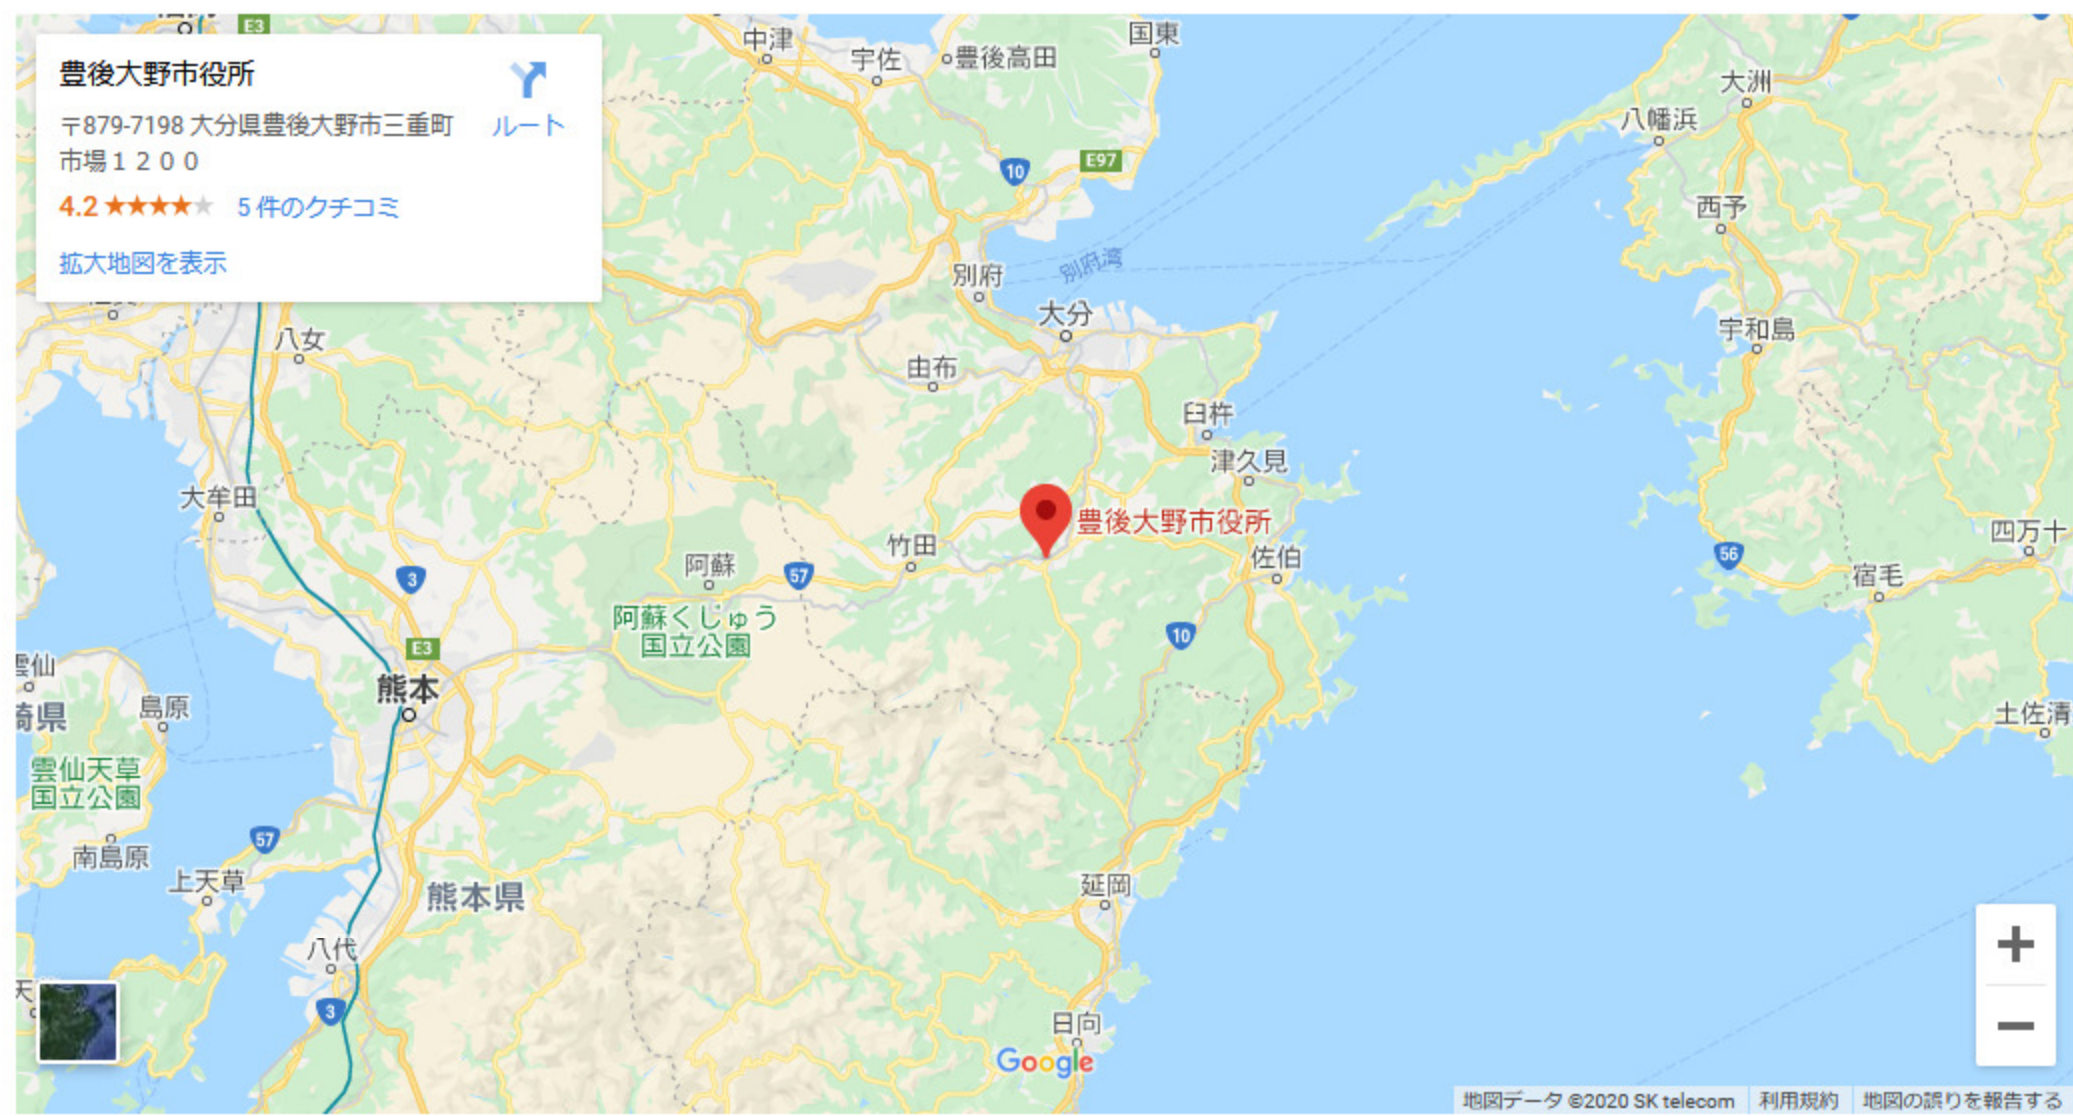 E3
中津
宇佐
豊後高田
国東
大洲
八幡浜
豊後大野市役所
〒879-7198 大分県豊後大野市三重町
市場１２００
ルート
4.2
5 件のクチコミ
拡大地図を表示
10
E97
西予
別府湾
別府
大分
宇和島
八女
由布
臼杵
津久見
大牟田
豊後大野市役所
竹田
佐伯
四万十
56
宿毛
3
阿蘇
57
阿蘇くじゅう
国立公園
10
E3
熊本
雲仙
崎県
島原
土佐清
雲仙天草
国立公園
57
南島原
上天草
熊本県
延岡
八代
天
3
日向
Google
地図データ ©2020 SK telecom
利用規約
地図の誤りを報告する